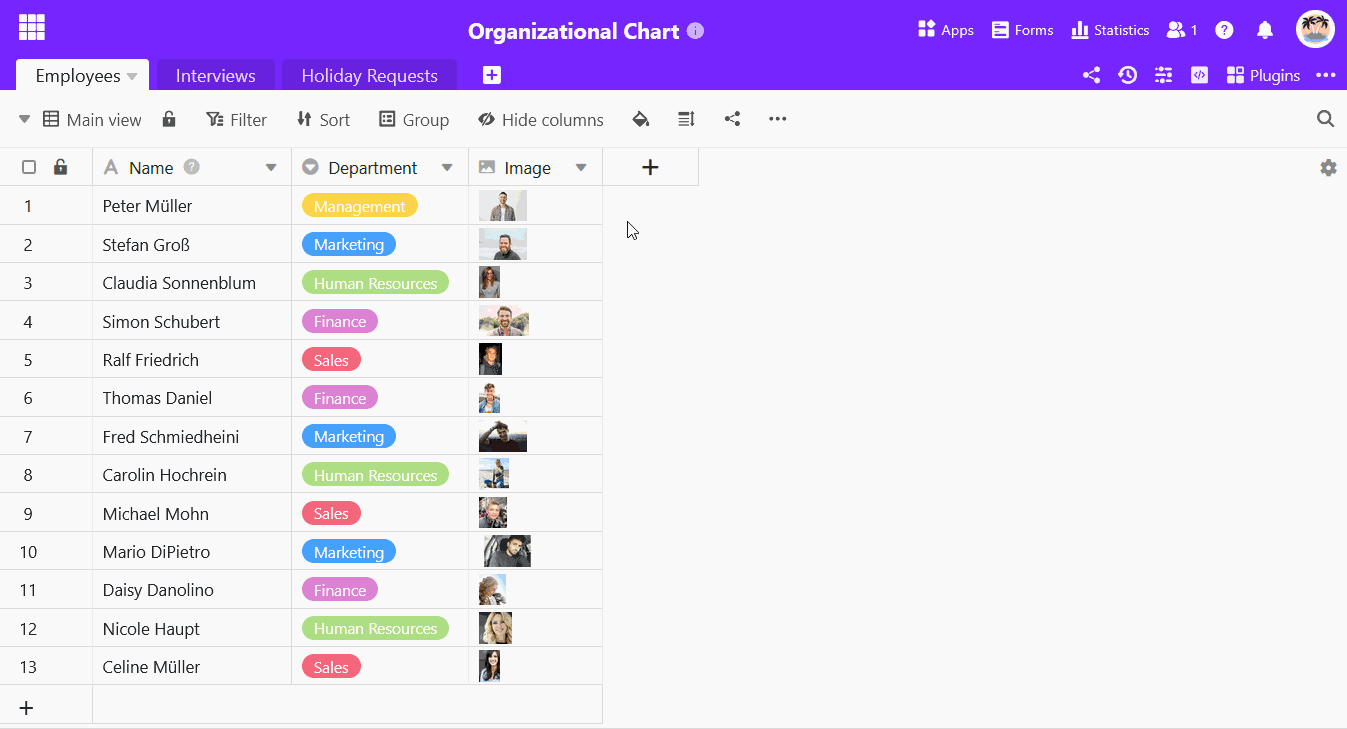 Organizational Chart
Apps Forms Statistics 1
Employees Interviews Holiday Requests
Plugins
Main view Filter Sort Group Hide columns
Name Department Image
1 Peter Müller Management
2 Stefan Groß Marketing
3 Claudia Sonnenblum Human Resources
4 Simon Schubert Finance
5 Ralf Friedrich Sales
6 Thomas Daniel Finance
7 Fred Schmiedheini Marketing
8 Carolin Hochrein Human Resources
9 Michael Mohn Sales
10 Mario DiPietro Marketing
11 Daisy Danolino Finance
12 Nicole Haupt Human Resources
13 Celine Müller Sales